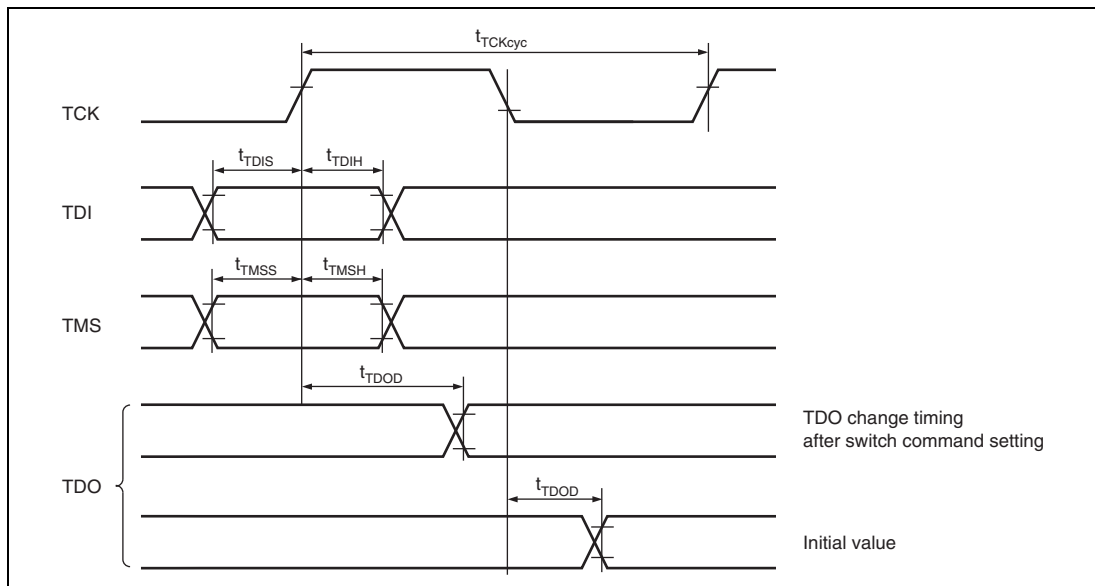 tTCKcyc
TCK
tTDIS
tTDIH
TDI
tTMSS
tTMSH
TMS
tTDOD
TDO change timing
after switch command setting
TDO
tTDOD
Initial value